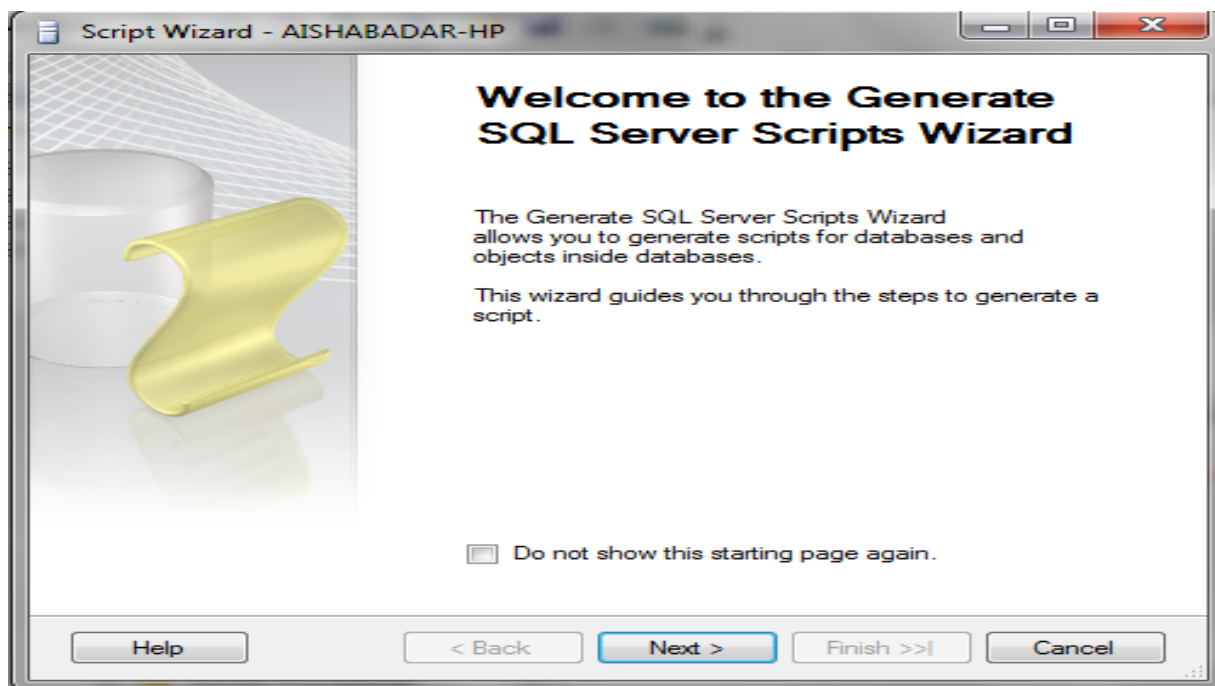 Script Wizard - AISHABADAR-HP
Welcome to the Generate
SQL Server Scripts Wizard
The Generate SQL Server Scripts Wizard
allows you to generate scripts for databases and
objects inside databases.
This wizard guides you through the steps to generate a
script.
Do not show this starting page again.
Help
< Back
Next >
Finish >>|
Cancel